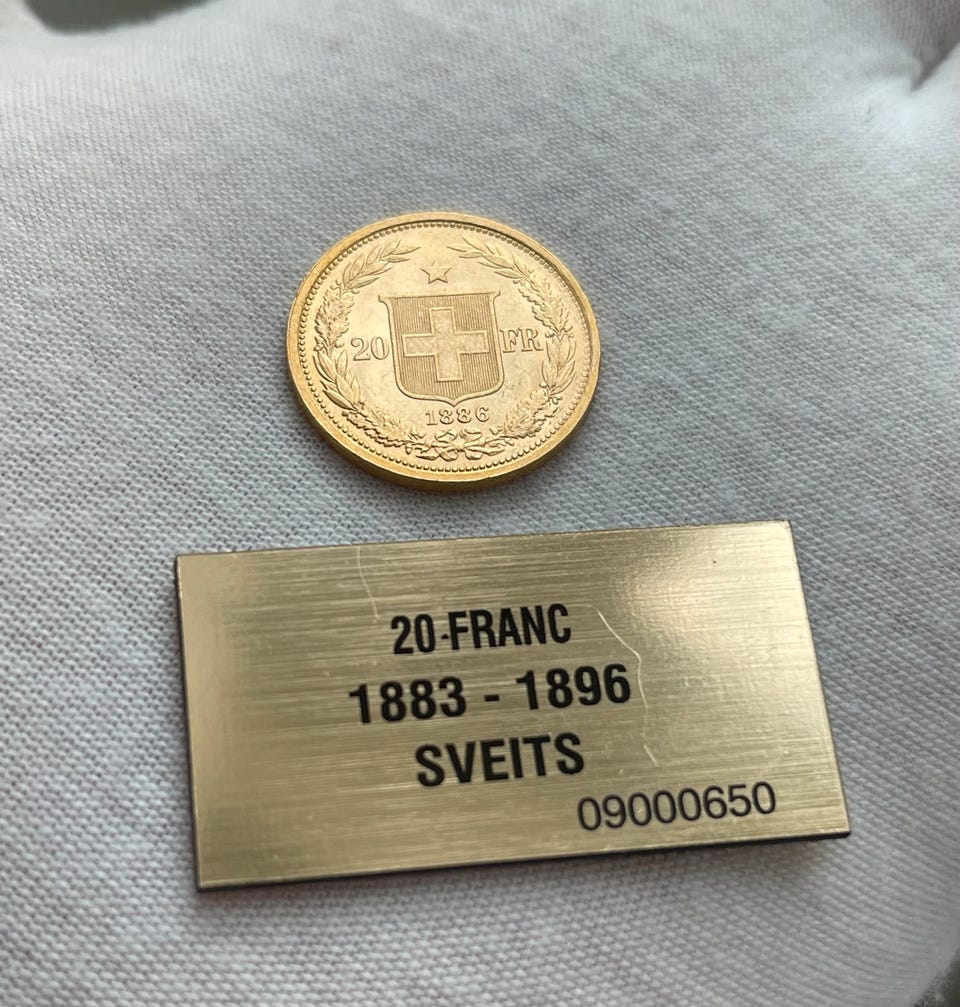 20 FR
1886
20-FRANC
1883 - 1896
SVEITS
09000650